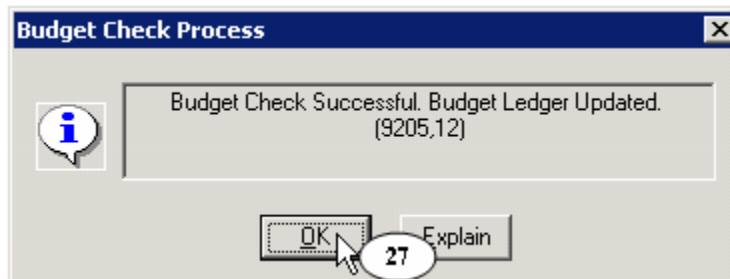 Budget Check Process
Budget Check Successful. Budget Ledger Updated.
(9205,12)
OK
27
Explain